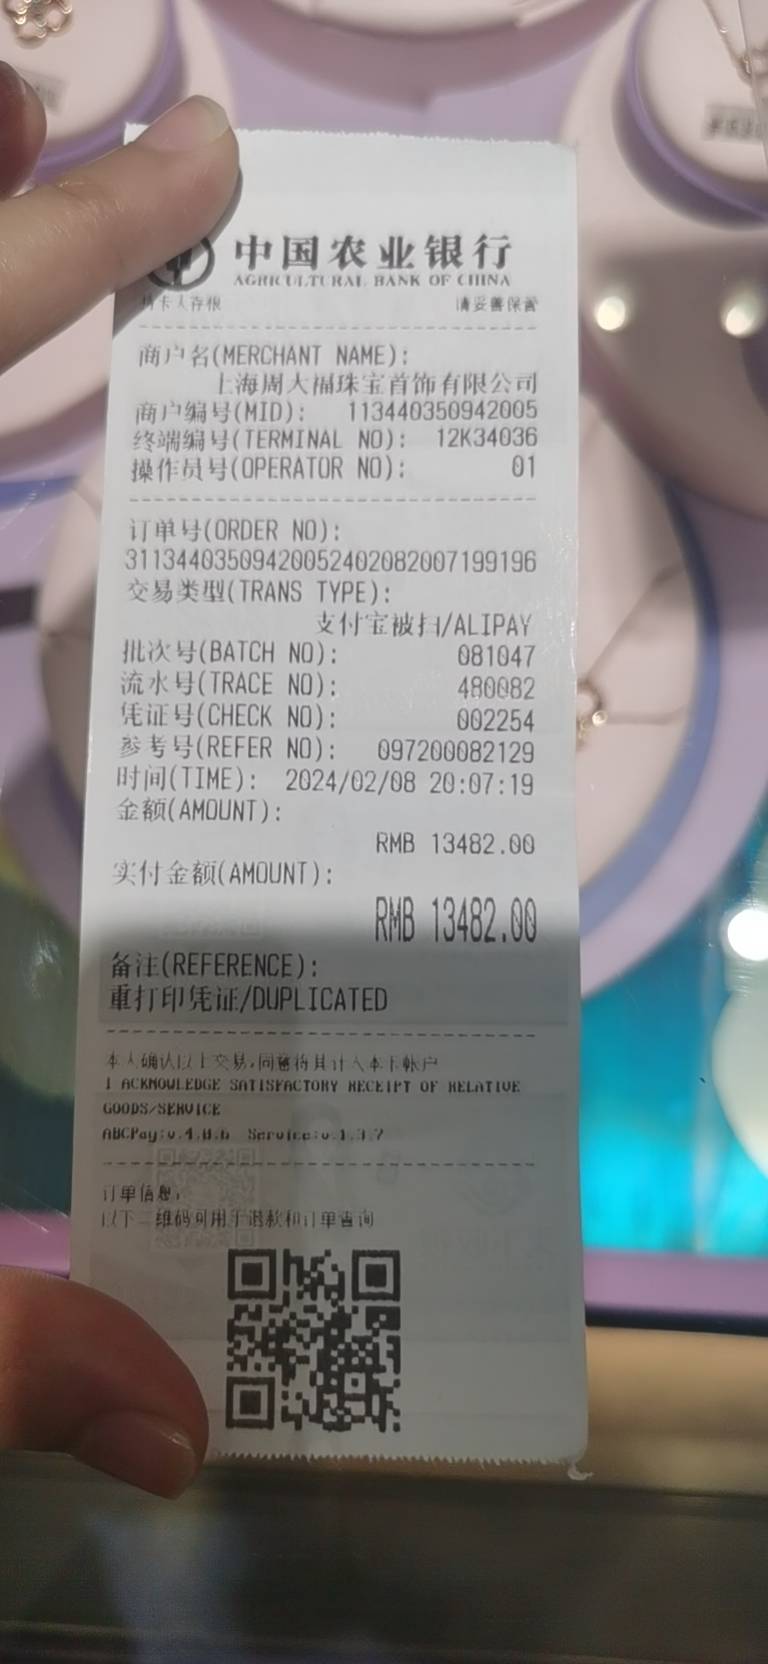 中国农业银行
AGRICULTURAL BANK OF CHINA
持卡人存根 请妥善保管
商户名(MERCHANT NAME):
上海周大福珠宝首饰有限公司
商户编号(MID): 113440350942005
终端编号(TERMINAL NO): 12K34036
操作员号(OPERATOR NO): 01
订单号(ORDER NO):
31134403509420052402082007199196
交易类型(TRANS TYPE):
支付宝被扫/ALIPAY
批次号(BATCH NO): 081047
流水号(TRACE NO): 480082
凭证号(CHECK NO): 002254
参考号(REFER NO): 097200082129
时间(TIME): 2024/02/08 20:07:19
金额(AMOUNT):
RMB 13482.00
实付金额(AMOUNT):
RMB 13482.00
备注(REFERENCE):
重打印凭证/DUPLICATED
本人确认以上交易,同意将其计入本卡帐户
I ACKNOWLEDGE SATISFACTORY RECEIPT OF RELATIVE
GOODS/SERVICE
ABCPay:v.4.0.6 Service:v.1.3.7
订单信息:
以下二维码可用于退款和订单查询